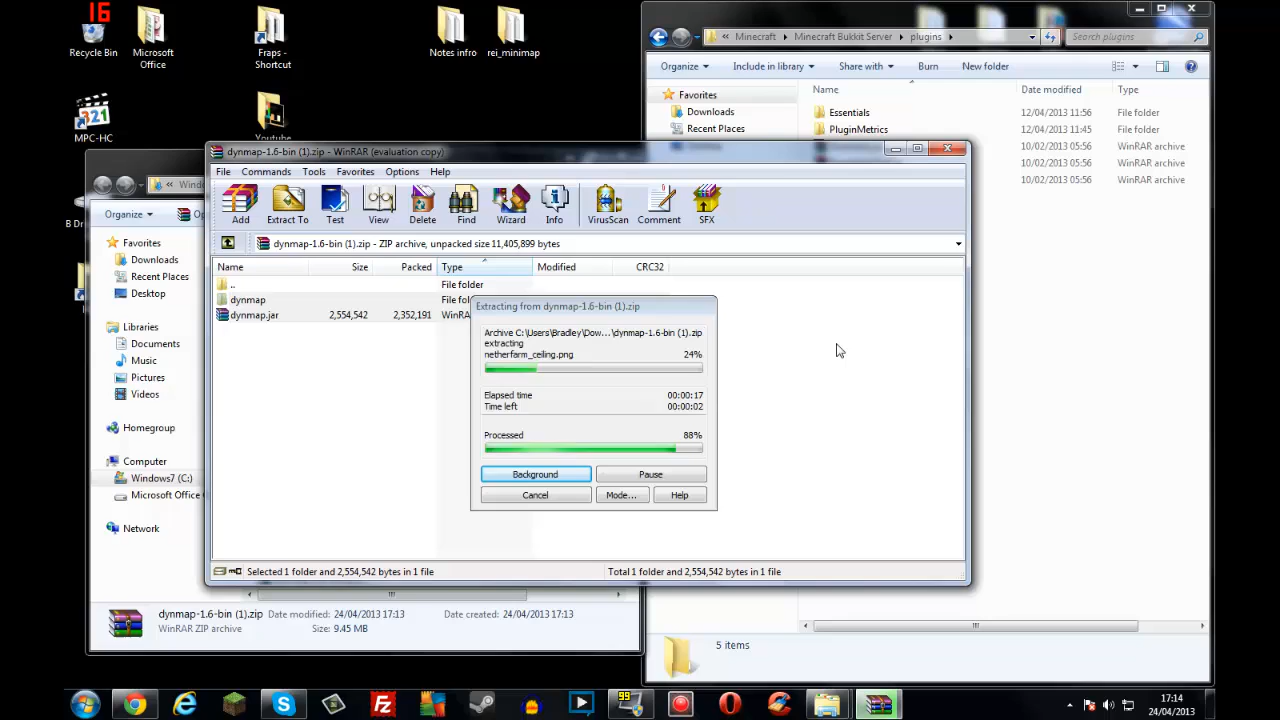 16
Recycle Bin
Microsoft Office
Fraps - Shortcut
Notes infro
rei_minimap
MPC-HC
Youtube
Minecraft
Minecraft Bukkit Server
plugins
Search plugins
Organize
Include in library
Share with
Burn
New folder
Favorites
Downloads
Recent Places
Name
Date modified
Type
Essentials
12/04/2013 11:56
File folder
PluginMetrics
12/04/2013 11:45
File folder
10/02/2013 05:56
WinRAR archive
10/02/2013 05:56
WinRAR archive
10/02/2013 05:56
WinRAR archive
dynmap-1.6-bin (1).zip - WinRAR (evaluation copy)
File
Commands
Tools
Favorites
Options
Help
Add
Extract To
Test
View
Delete
Find
Wizard
Info
VirusScan
Comment
SFX
dynmap-1.6-bin (1).zip - ZIP archive, unpacked size 11,405,899 bytes
Name
Size
Packed
Type
Modified
CRC32
..
File folder
dynmap
File fo
dynmap.jar
2,554,542
2,352,191
WinRA
Extracting from dynmap-1.6-bin (1).zip
Archive C:\Users\Bradley\Dow...\dynmap-1.6-bin (1).zip
extracting
netherfarm_ceiling.png
24%
Elapsed time
00:00:17
Time left
00:00:02
Processed
88%
Background
Pause
Cancel
Mode...
Help
Selected 1 folder and 2,554,542 bytes in 1 file
Total 1 folder and 2,554,542 bytes in 1 file
Organize
Favorites
Downloads
Recent Places
Desktop
Libraries
Documents
Music
Pictures
Videos
Homegroup
Computer
Windows7 (C:)
Microsoft Office
Network
dynmap-1.6-bin (1).zip
Date modified: 24/04/2013 17:13
Date created: 24/04/2013 17:13
WinRAR ZIP archive
Size: 9.45 MB
5 items
99
17:14
24/04/2013